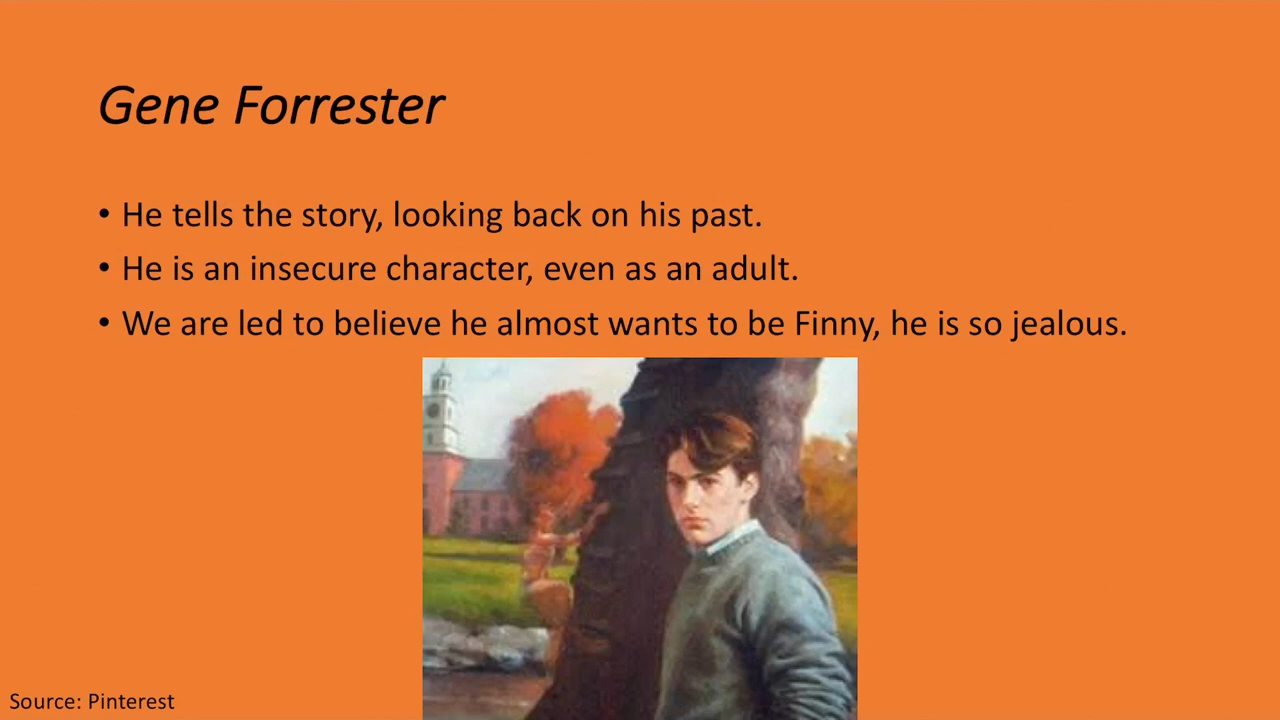 Gene Forrester
• He tells the story, looking back on his past.
• He is an insecure character, even as an adult.
• We are led to believe he almost wants to be Finny, he is so jealous.
Source: Pinterest